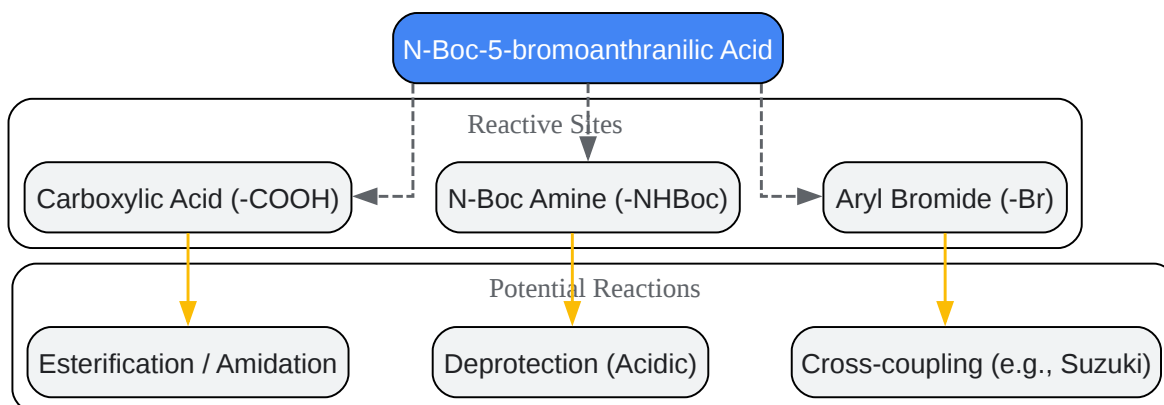 N-Boc-5-bromoanthranilic Acid
Reactive Sites
Carboxylic Acid (-COOH)
N-Boc Amine (-NHBoc)
Aryl Bromide (-Br)
Potential Reactions
Esterification / Amidation
Deprotection (Acidic)
Cross-coupling (e.g., Suzuki)